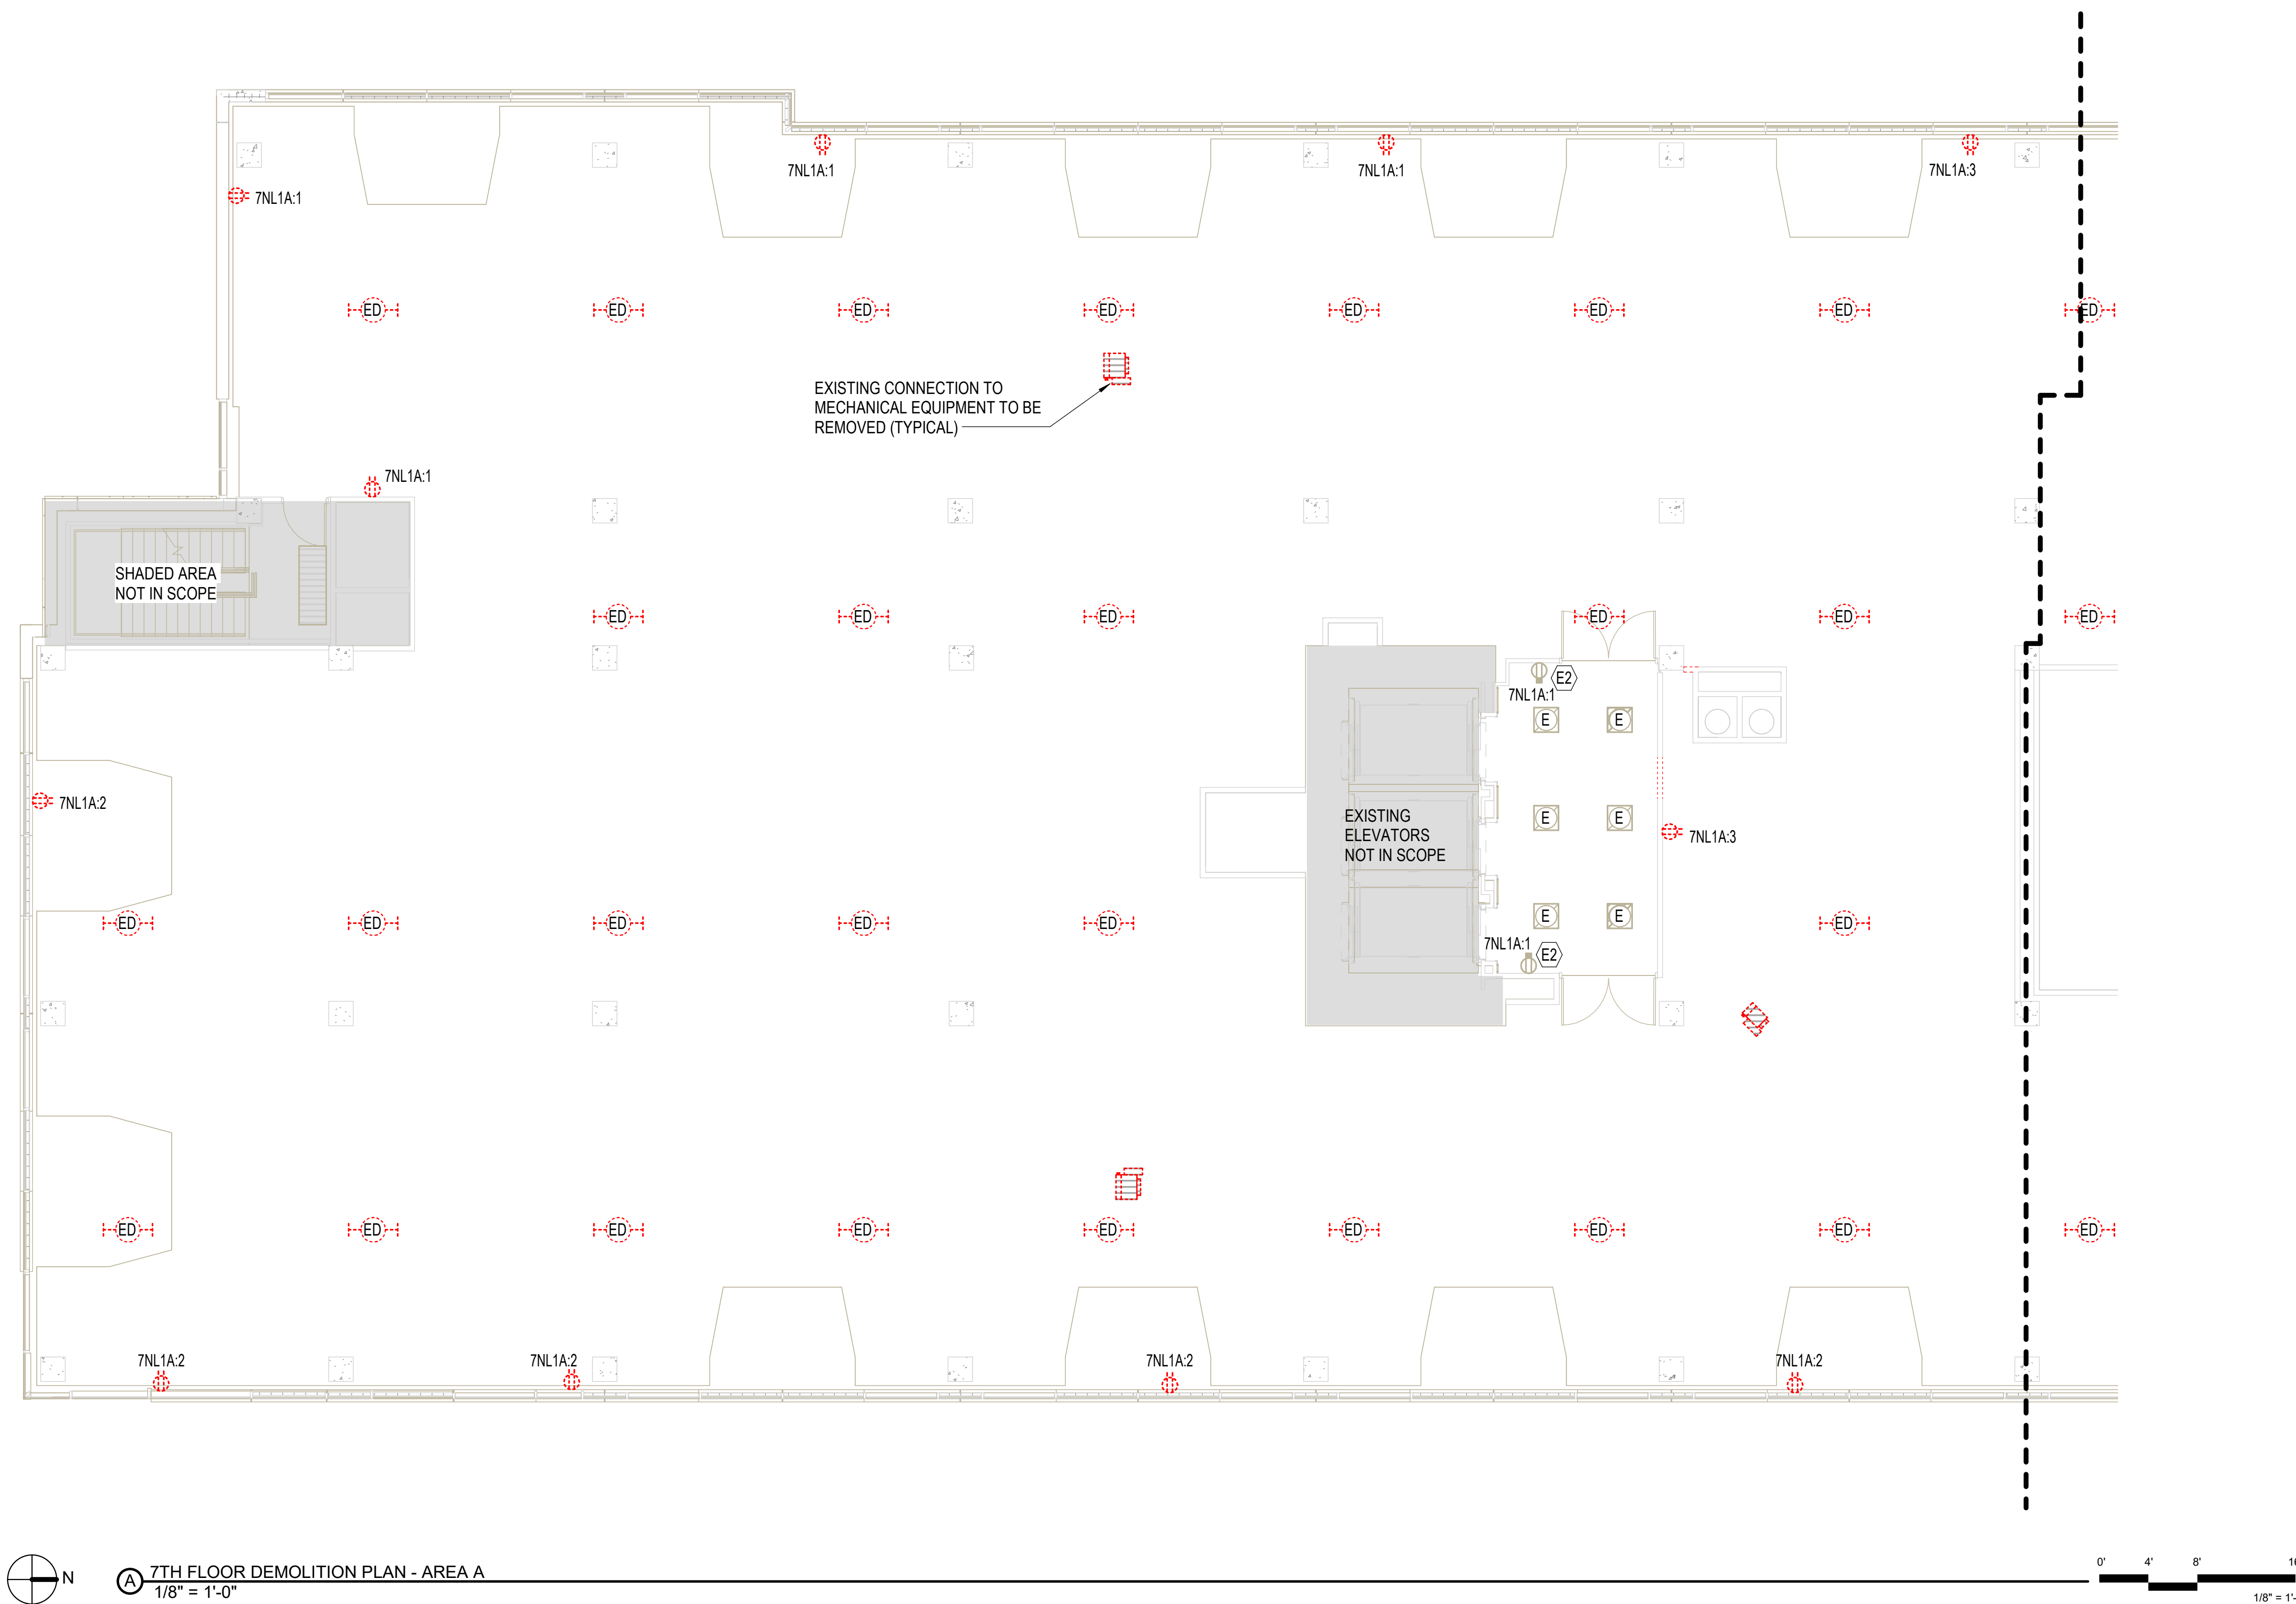 7NL1A:1
7NL1A:1
7NL1A:3
7NL1A:1
ED
ED
ED
ED
ED
ED
ED
ED
EXISTING CONNECTION TO
MECHANICAL EQUIPMENT TO BE
REMOVED (TYPICAL)
7NL1A:1
SHADED AREA
NOT IN SCOPE
ED
ED
ED
ED
ED
ED
E2
7NL1A:1
E
E
7NL1A:2
EXISTING
ELEVATORS
NOT IN SCOPE
E
E
7NL1A:3
ED
ED
ED
ED
ED
E
E
ED
7NL1A:1
E2
ED
ED
ED
ED
ED
ED
ED
ED
ED
7NL1A:2
7NL1A:2
7NL1A:2
7NL1A:2
N
A
7TH FLOOR DEMOLITION PLAN - AREA A
1/8" = 1'-0"
0'
4'
8'
1/8" = 1'-